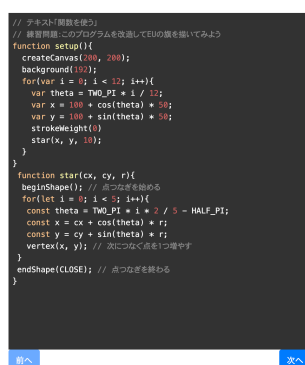 // テキスト「関数を使う」
// 練習問題:このプログラムを改造してEUの旗を描いてみよう
function setup(){
  createCanvas(200, 200);
  background(192);
  for(var i = 0; i < 12; i++){
    var theta = TWO_PI * i / 12;
    var x = 100 + cos(theta) * 50;
    var y = 100 + sin(theta) * 50;
    strokeWeight(0)
    star(x, y, 10);
  }
}
 function star(cx, cy, r){
  beginShape(); // 点つなぎを始める
  for(let i = 0; i < 5; i++){
   const theta = TWO_PI * i * 2 / 5 - HALF_PI;
   const x = cx + cos(theta) * r;
   const y = cy + sin(theta) * r;
   vertex(x, y); // 次につなぐ点を1つ増やす
 }
 endShape(CLOSE); // 点つなぎを終わる
}
前へ
次へ